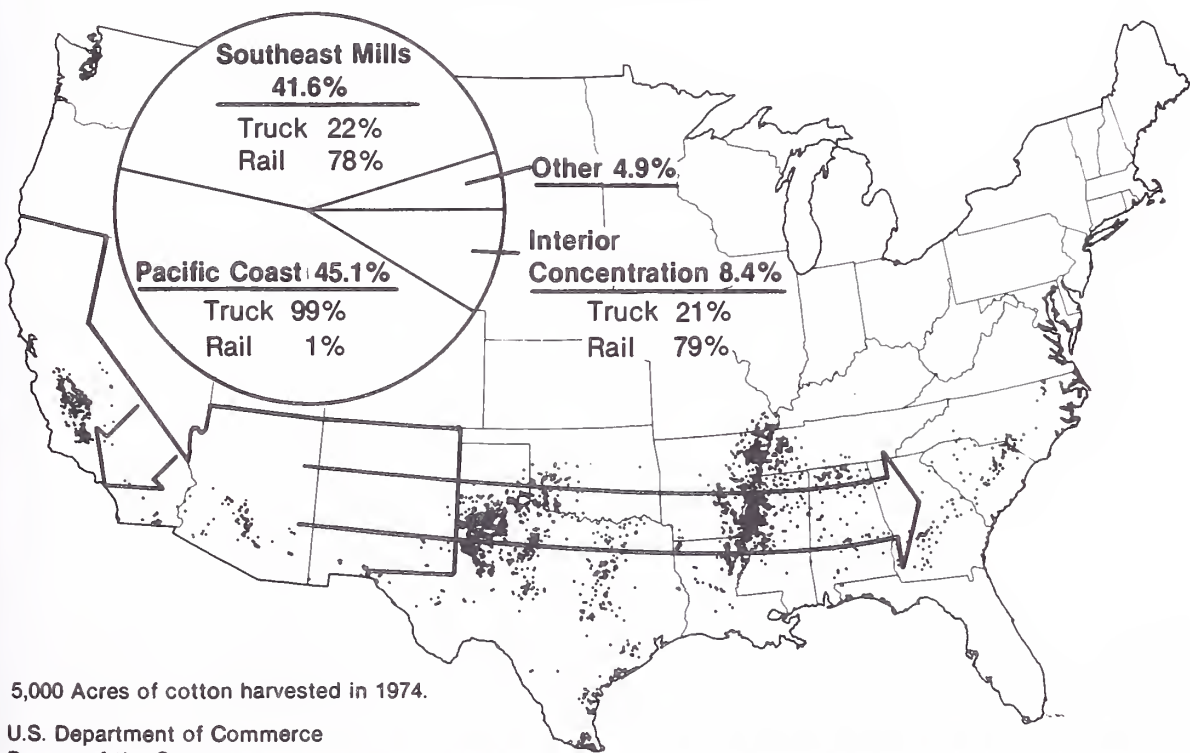 Southeast Mills
41.6%
Truck 22%
Rail 78%
Other 4.9%
Interior
Concentration 8.4%
Truck 21%
Rail 79%
Pacific Coast 45.1%
Truck 99%
Rail 1%
5,000 Acres of cotton harvested in 1974.
U.S. Department of Commerce